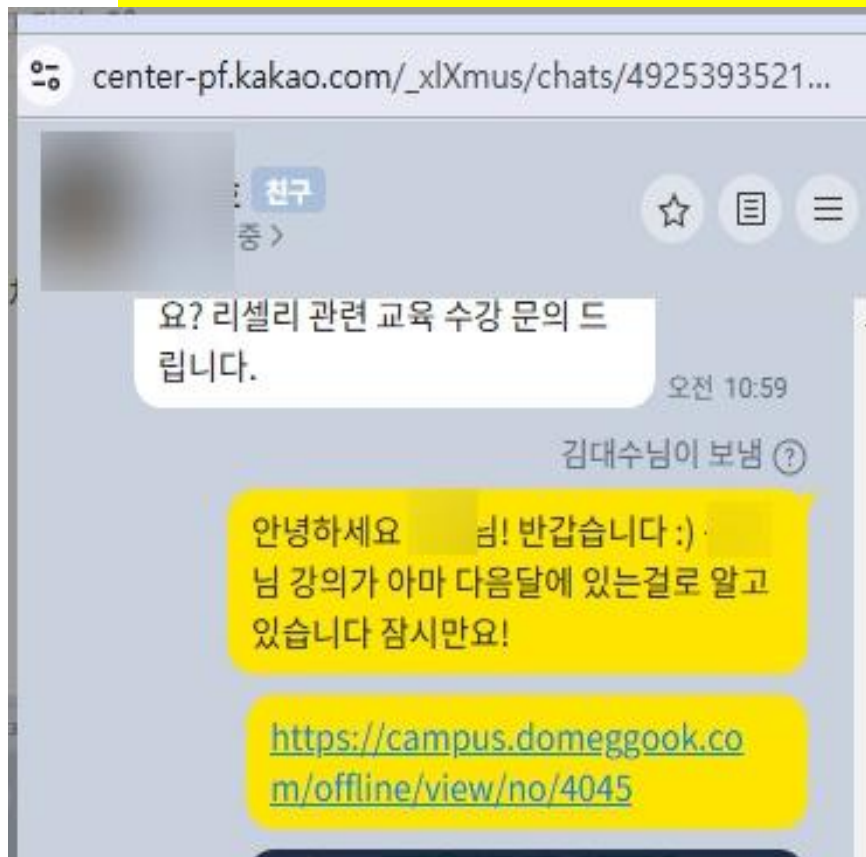 center-pf.kakao.com/_xlXmus/chats/4925393521...
친구
중 >
요? 리셀리 관련 교육 수강 문의 드
립니다.
오전 10:59
김대수님이 보냄 ?
안녕하세요 님! 반갑습니다 :)
님 강의가 아마 다음달에 있는걸로 알고
있습니다 잠시만요!
https://campus.domeggook.co
m/offline/view/no/4045